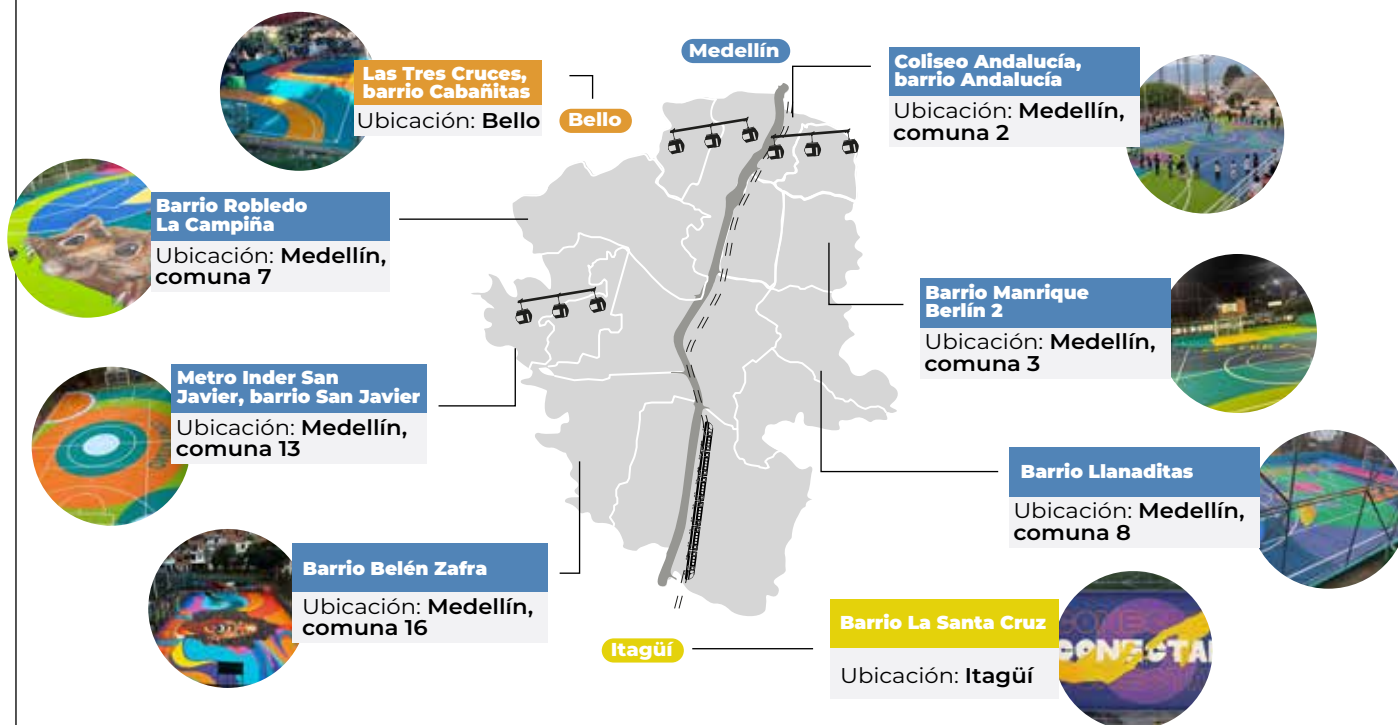 Medellín
Las Tres Cruces,
barrio Cabañitas
Ubicación: Bello
Bello
Coliseo Andalucía,
barrio Andalucía
Ubicación: Medellín,
comuna 2
Barrio Robledo
La Campiña
Ubicación: Medellín,
comuna 7
Barrio Manrique
Berlín 2
Ubicación: Medellín,
comuna 3
Metro Inder San
Javier, barrio San Javier
Ubicación: Medellín,
comuna 13
Barrio Llanaditas
Ubicación: Medellín,
comuna 8
Barrio Belén Zafra
Ubicación: Medellín,
comuna 16
Itagüí
Barrio La Santa Cruz
Ubicación: Itagüí
CONECTA